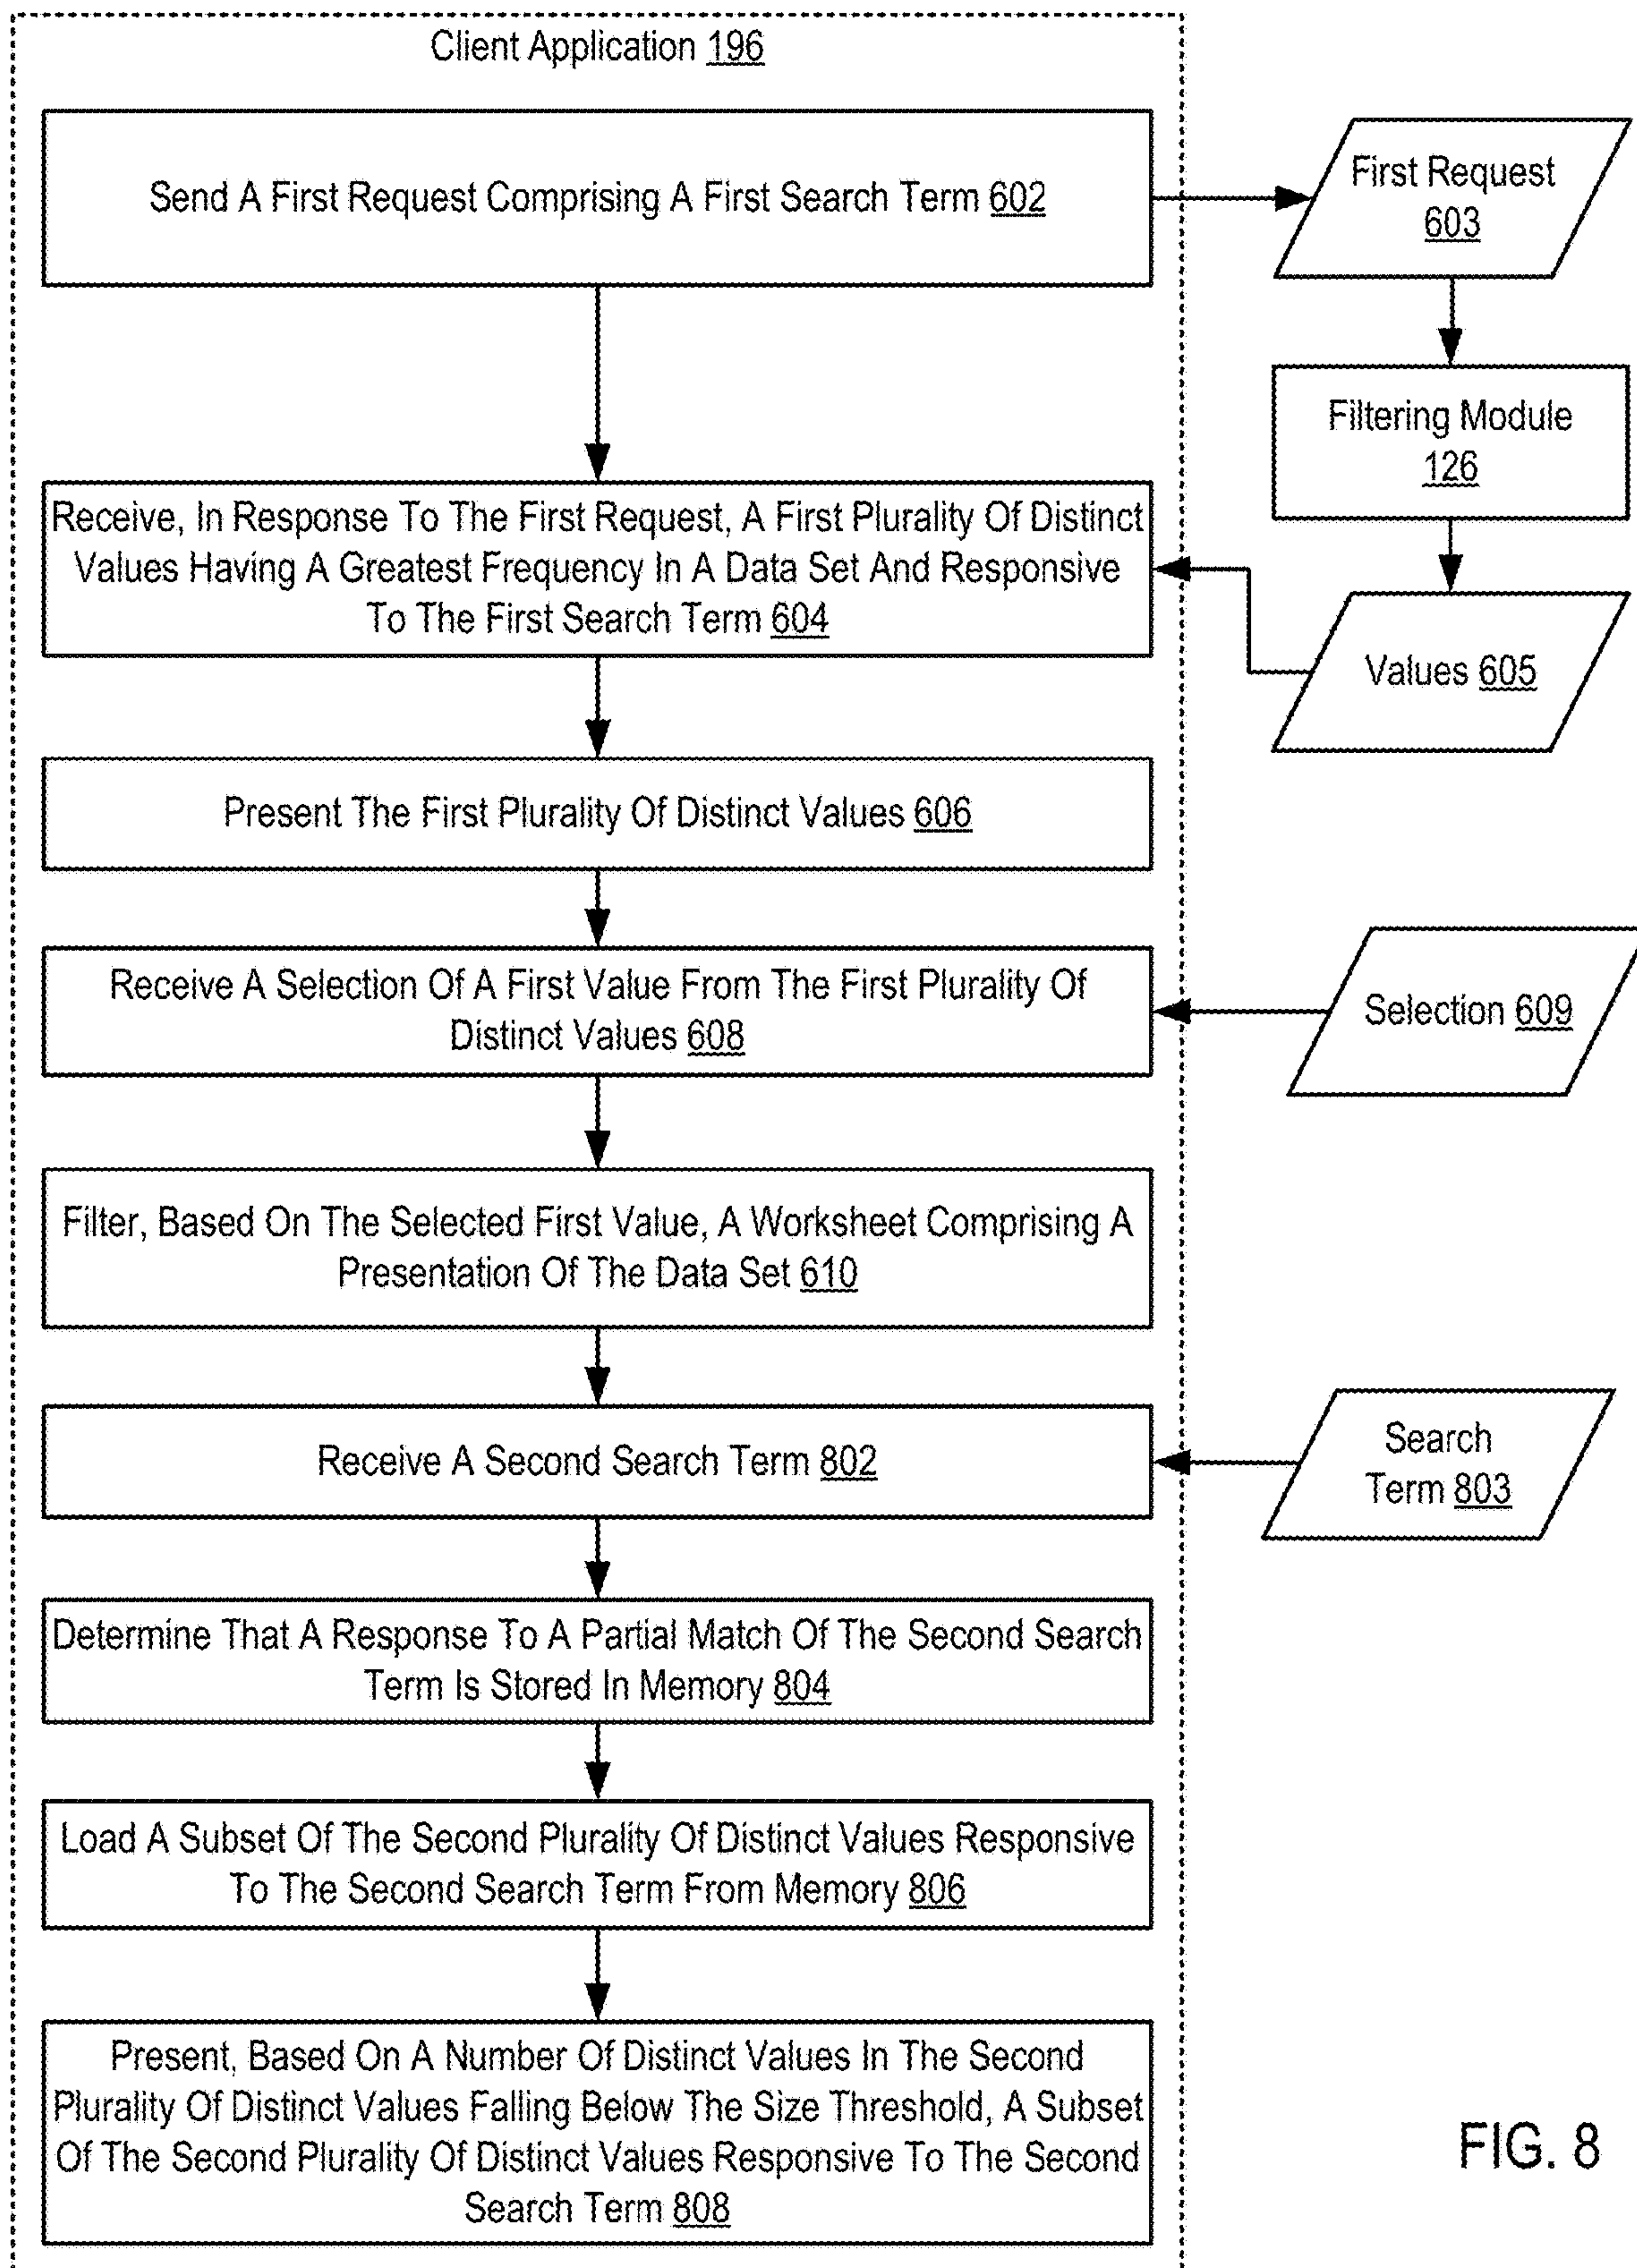 Client Application 196
Send A First Request Comprising A First Search Term 602
First Request
603
Filtering Module
126
Receive, In Response To The First Request, A First Plurality Of Distinct
Values Having A Greatest Frequency In A Data Set And Responsive
To The First Search Term 604
Values 605
Present The First Plurality Of Distinct Values 606
Receive A Selection Of A First Value From The First Plurality Of
Distinct Values 608
Selection 609
Filter, Based On The Selected First Value, A Worksheet Comprising A
Presentation Of The Data Set 610
Receive A Second Search Term 802
Search
Term 803
Determine That A Response To A Partial Match Of The Second Search
Term Is Stored In Memory 804
Load A Subset Of The Second Plurality Of Distinct Values Responsive
To The Second Search Term From Memory 806
Present, Based On A Number Of Distinct Values In The Second
Plurality Of Distinct Values Falling Below The Size Threshold, A Subset
Of The Second Plurality Of Distinct Values Responsive To The Second
Search Term 808
FIG. 8